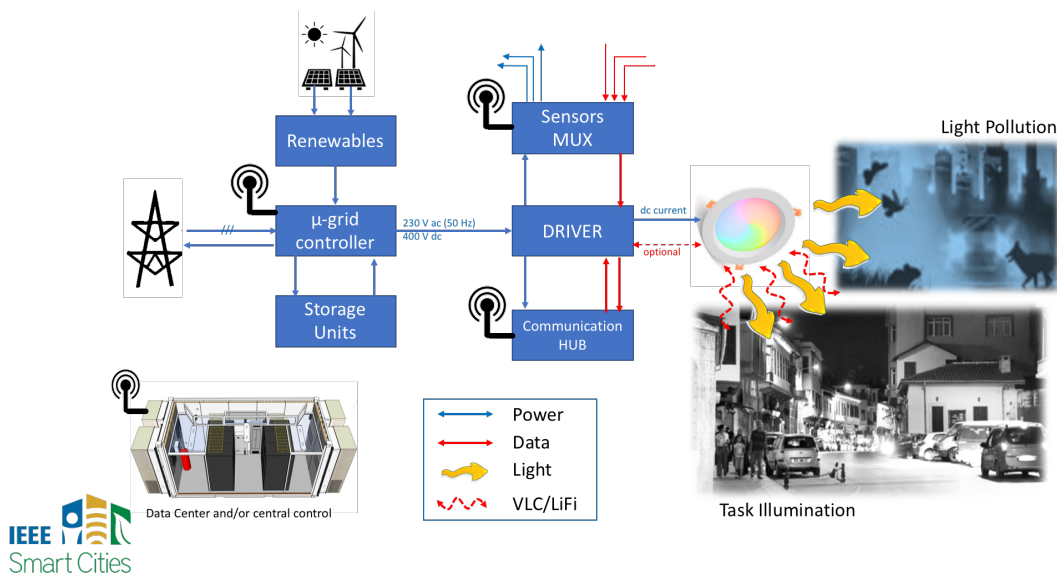 Light Pollution
Renewables
Sensors
MUX
μ-grid
controller
230 V ac (50 Hz)
400 V dc
DRIVER
dc current
optional
Storage
Units
Communication
HUB
Power
Data
Light
VLC/LiFi
Task Illumination
Data Center and/or central control
IEEE
Smart Cities